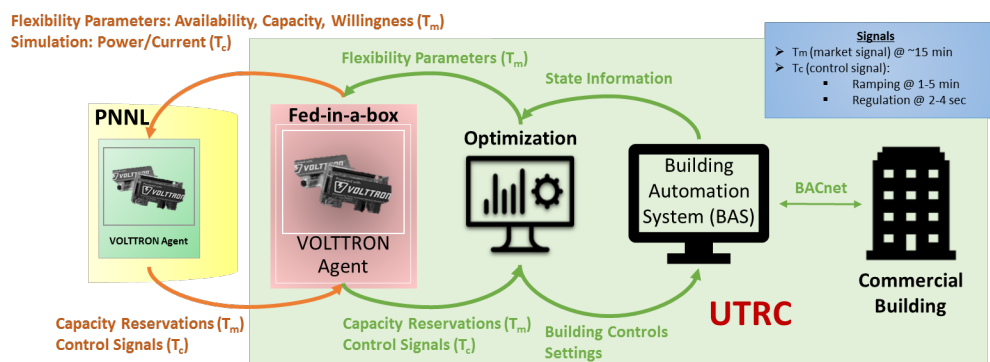 Flexibility Parameters: Availability, Capacity, Willingness (Tm)
Simulation: Power/Current (Tc)
Signals
➢ Tm (market signal) @ ~15 min
➢ Tc (control signal):
▪ Ramping @ 1-5 min
▪ Regulation @ 2-4 sec
Flexibility Parameters (Tm)
State Information
PNNL
VOLTTRON
VOLTTRON Agent
Fed-in-a-box
VOLTTRON
VOLTTRON
Agent
Optimization
Building
Automation
System (BAS)
BACnet
Commercial
Building
UTRC
Capacity Reservations (Tm)
Control Signals (Tc)
Capacity Reservations (Tm)
Control Signals (Tc)
Building Controls
Settings